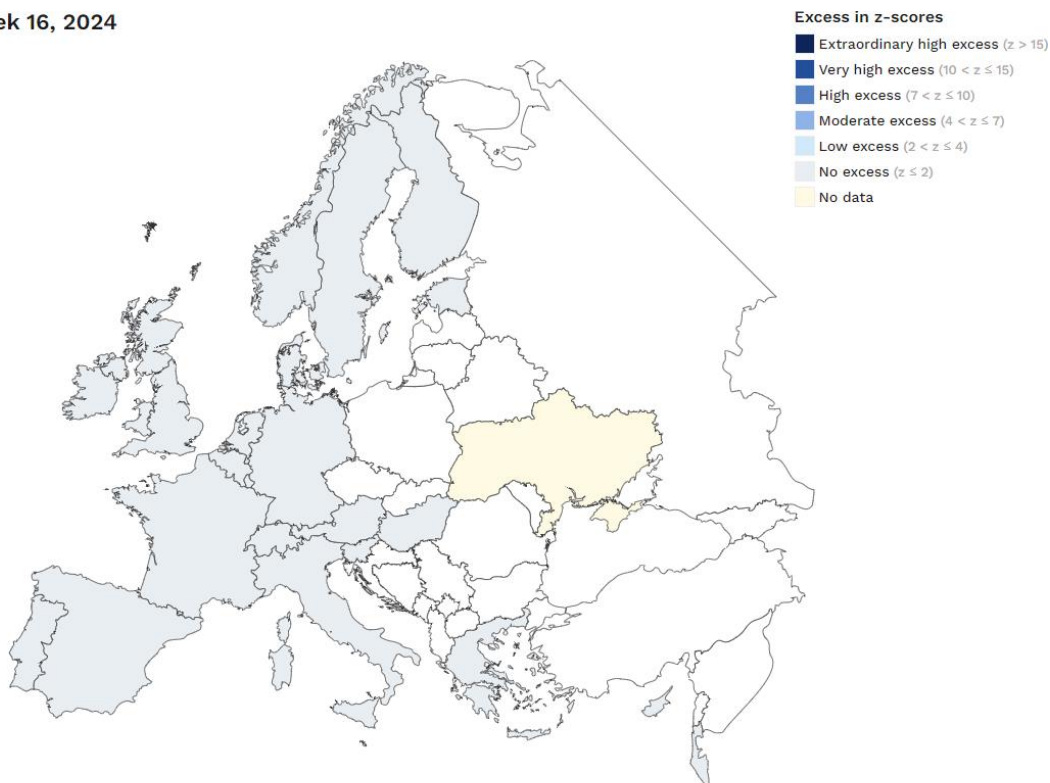 ek 16, 2024
Excess in z-scores
Extraordinary high excess (z > 15)
Very high excess (10 < z ≤ 15)
High excess (7 < z ≤ 10)
Moderate excess (4 < z ≤ 7)
Low excess (2 < z ≤ 4)
No excess (z ≤ 2)
No data